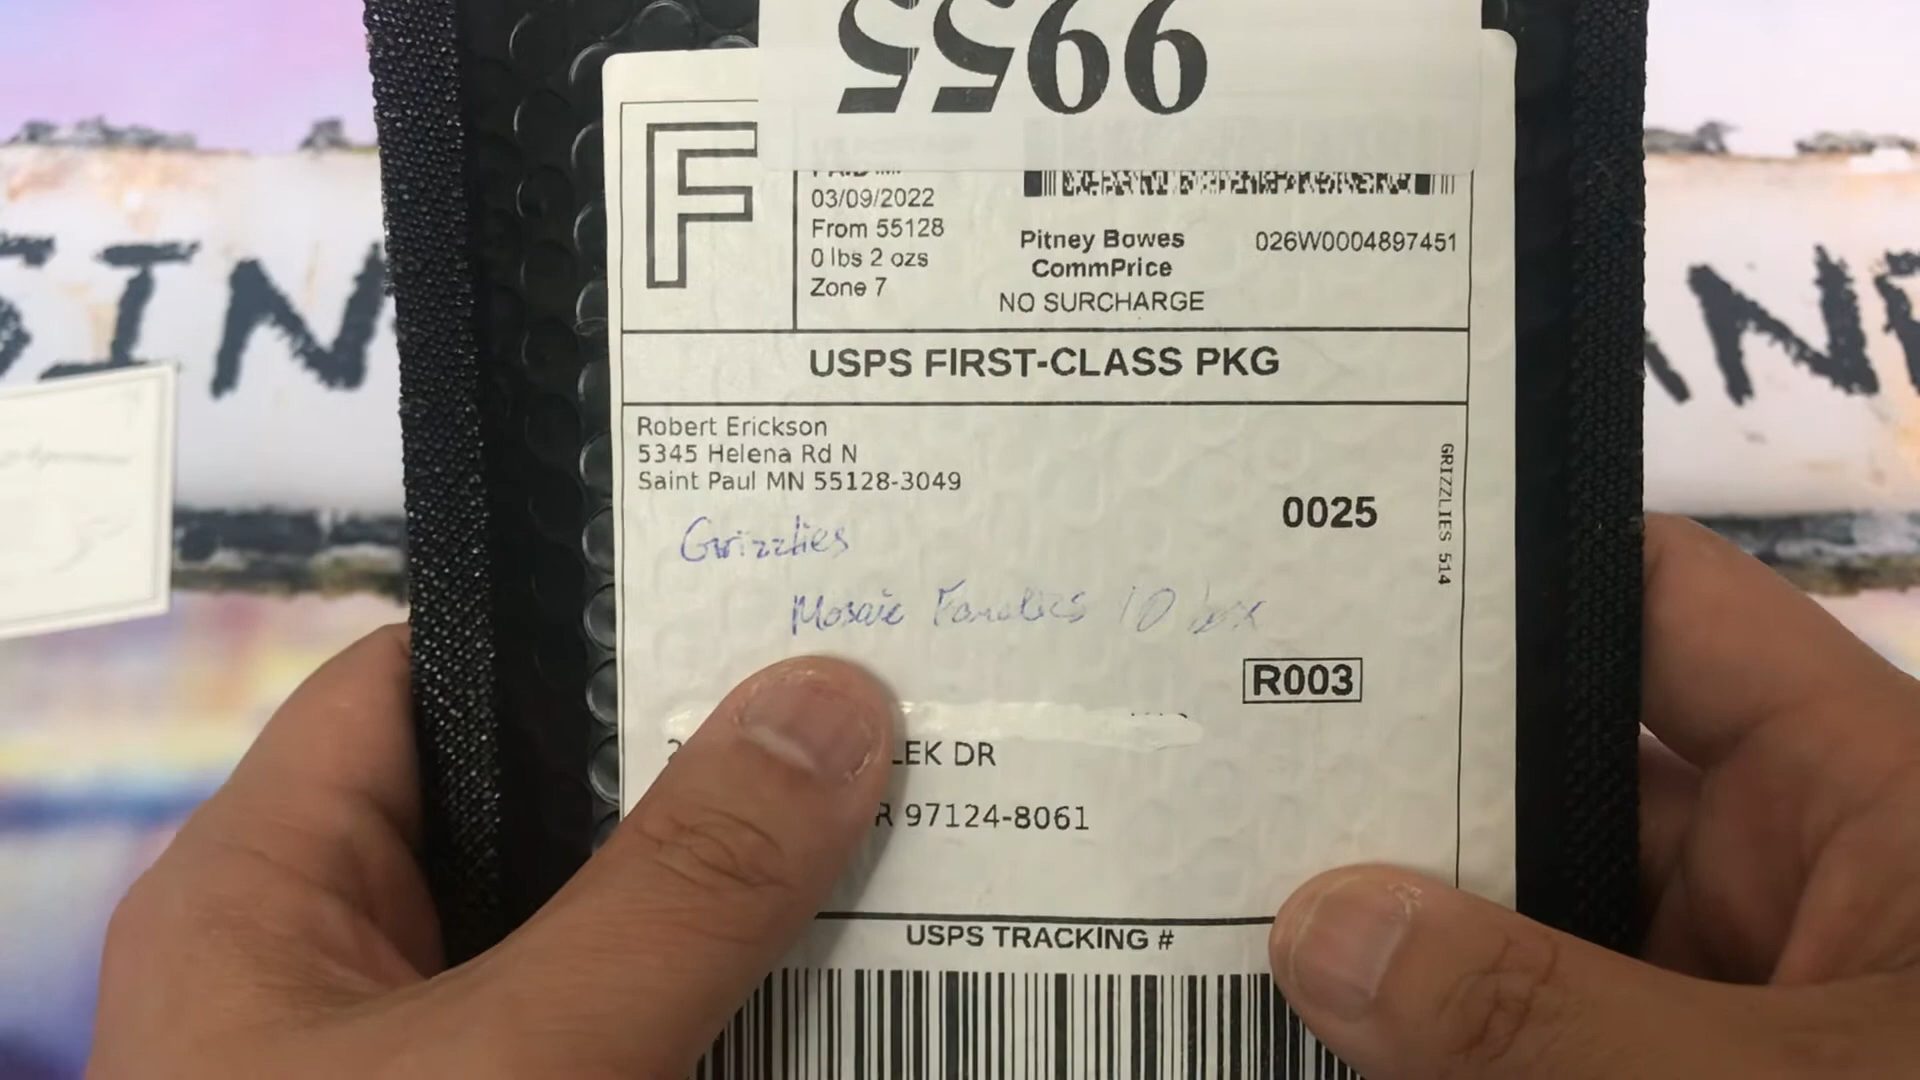 5599
F
03/09/2022
From 55128
0 lbs 2 ozs
Zone 7
Pitney Bowes
CommPrice
NO SURCHARGE
026W0004897451
USPS FIRST-CLASS PKG
Robert Erickson
5345 Helena Rd N
Saint Paul MN 55128-3049
0025
GRIZZLIES 514
Grizzlies
Mosaic Fanatics 10 box
R003
LEK DR
R 97124-8061
USPS TRACKING #